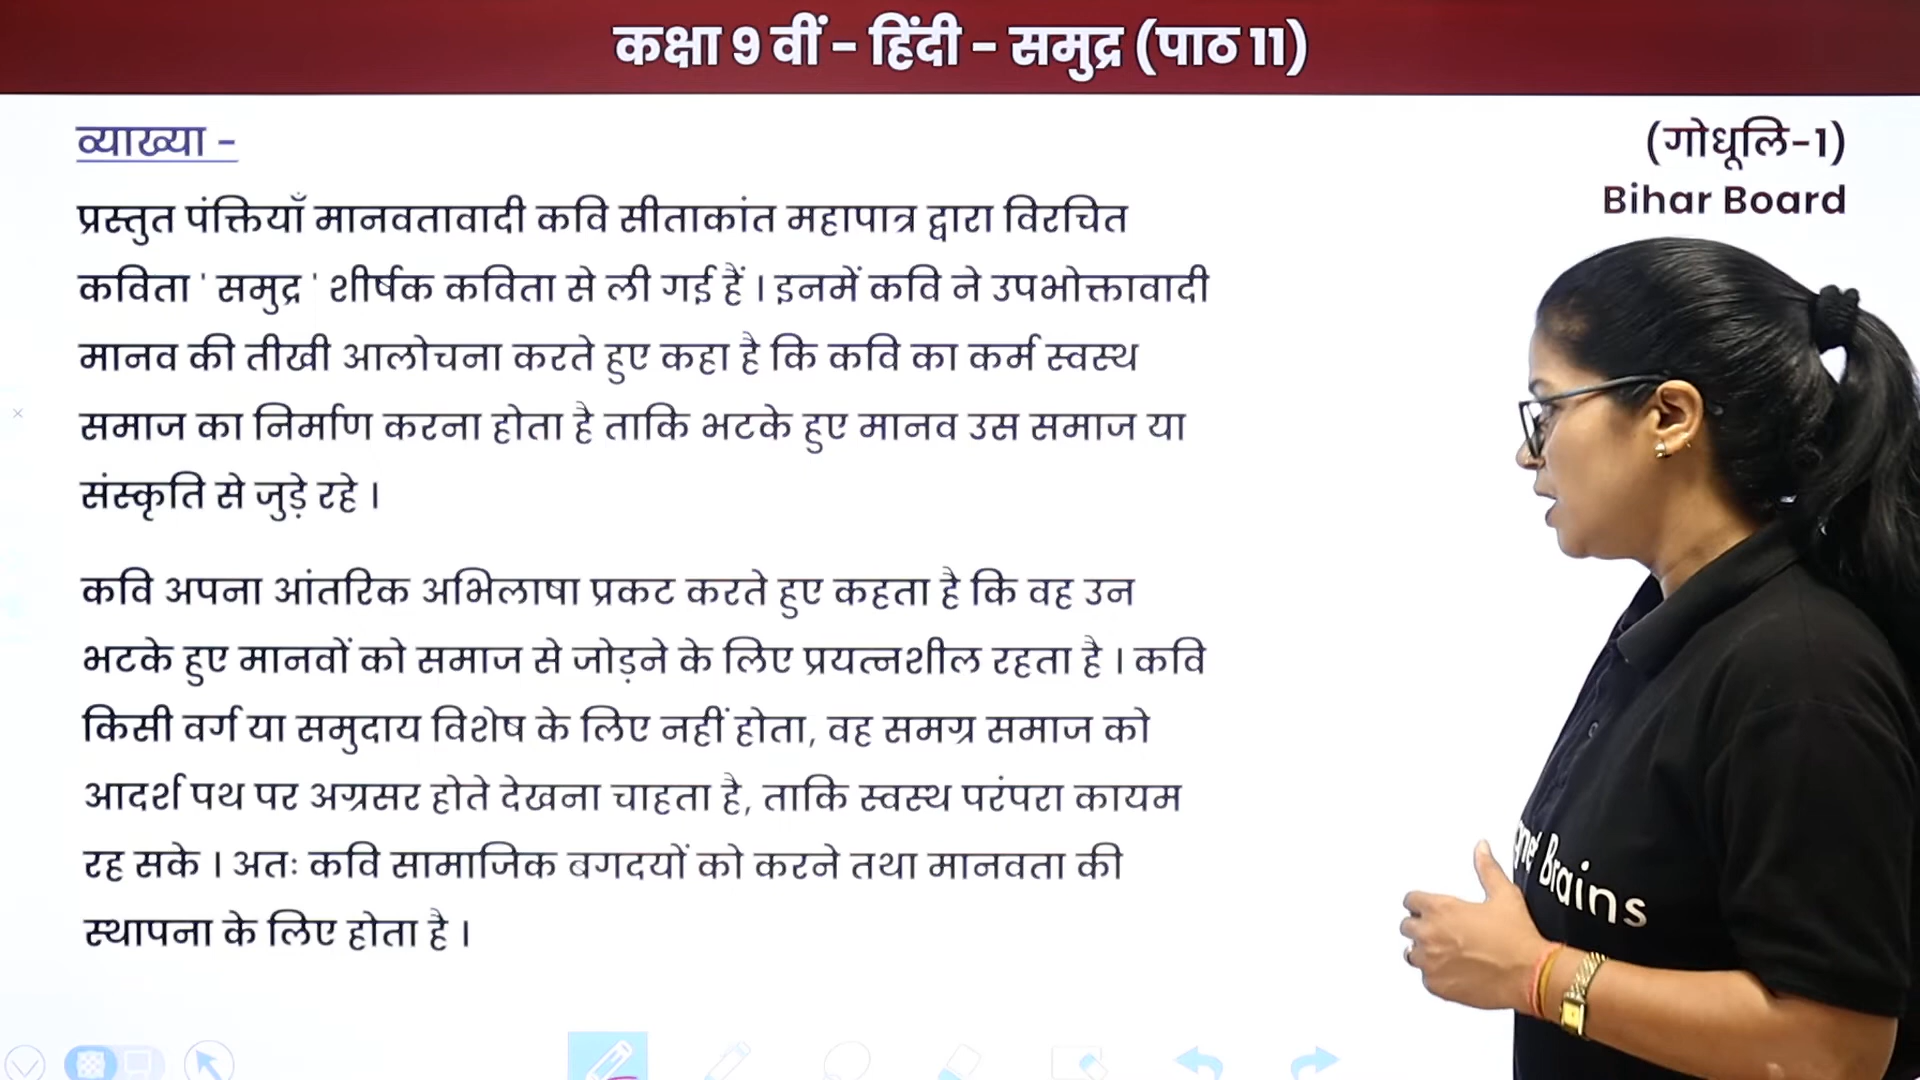 कक्षा 9 वीं - हिंदी - समुद्र (पाठ 11)
(गोधूलि-1)
Bihar Board
व्याख्या -
प्रस्तुत पंक्तियाँ मानवतावादी कवि सीताकांत महापात्र द्वारा विरचित
कविता ' समुद्र ' शीर्षक कविता से ली गई हैं । इनमें कवि ने उपभोक्तावादी
मानव की तीखी आलोचना करते हुए कहा है कि कवि का कर्म स्वस्थ
समाज का निर्माण करना होता है ताकि भटके हुए मानव उस समाज या
संस्कृति से जुड़े रहे ।
कवि अपना आंतरिक अभिलाषा प्रकट करते हुए कहता है कि वह उन
भटके हुए मानवों को समाज से जोड़ने के लिए प्रयत्नशील रहता है । कवि
किसी वर्ग या समुदाय विशेष के लिए नहीं होता, वह समग्र समाज को
आदर्श पथ पर अग्रसर होते देखना चाहता है, ताकि स्वस्थ परंपरा कायम
रह सके । अतः कवि सामाजिक बगदयों को करने तथा मानवता की
स्थापना के लिए होता है ।
Brains